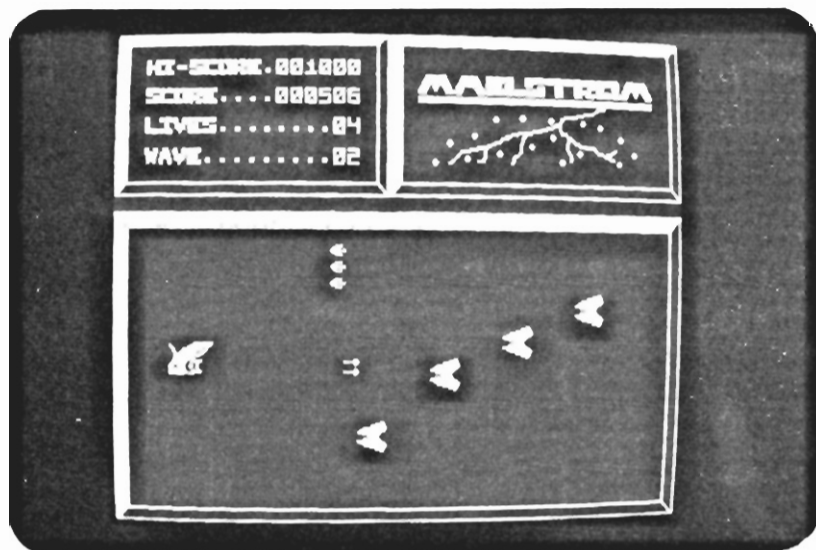 HI-SCORE.001000
SCORE....000506
LIVES........04
WAVE.........02
MAELSTROM